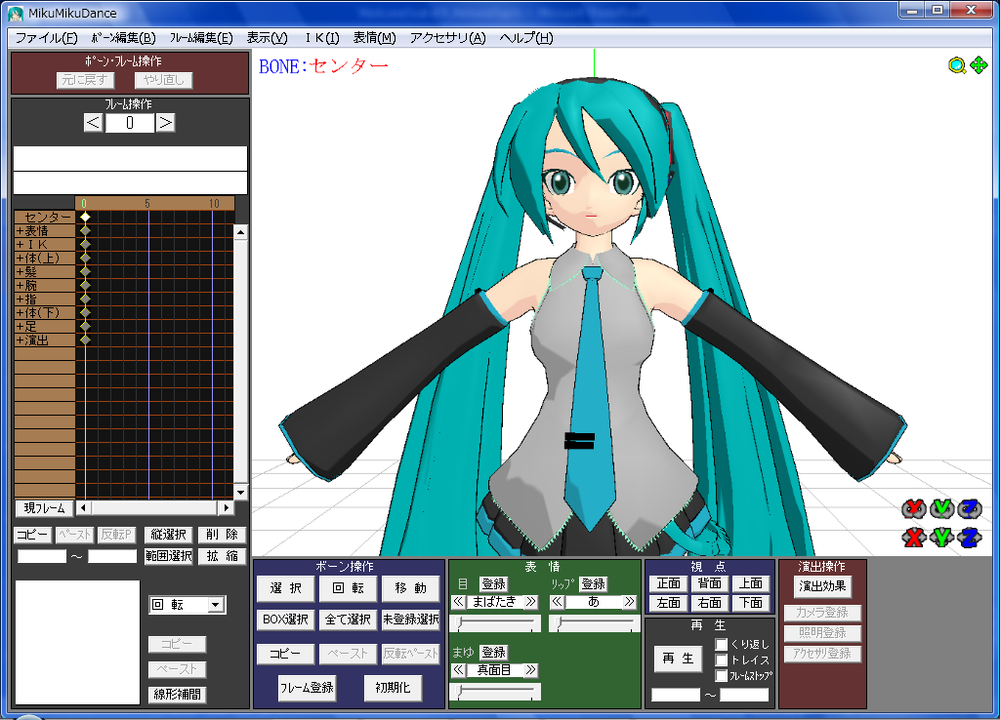 MikuMikuDance
ファイル(F) ﾎﾞｰﾝ編集(B) ﾌﾚｰﾑ編集(E) 表示(V) ＩＫ(I) 表情(M) アクセサリ(A) ヘルプ(H)
ﾎﾞｰﾝ・ﾌﾚｰﾑ操作
元に戻す やり直し
ﾌﾚｰﾑ操作
< 0 >
BONE:センター
0 5 10
センター
+表情
+ＩＫ
+体(上)
+髪
+腕
+指
+体(下)
+足
+演出
現フレーム
コピー ﾍﾟｰｽﾄ 反転P 縦選択 削 除
～ 範囲選択 拡 縮
回 転
コピー
ペースト
線形補間
ボーン操作
選 択 回 転 移 動
BOX選択 全て選択 未登録選択
コピー ペースト 反転ペースト
フレーム登録 初期化
表 情
目 登録 ﾘｯﾌﾟ 登録
≪ まばたき ≫ ≪ あ ≫
まゆ 登録
≪ 真面目 ≫
視 点
正面 背面 上面
左面 右面 下面
再 生
再 生
くり返し
トレイス
ﾌﾚｰﾑｽﾄｯﾌﾟ
～
演出操作
演出効果
カメラ登録
照明登録
ｱｸｾｻﾘ登録
X Y Z
X Y Z